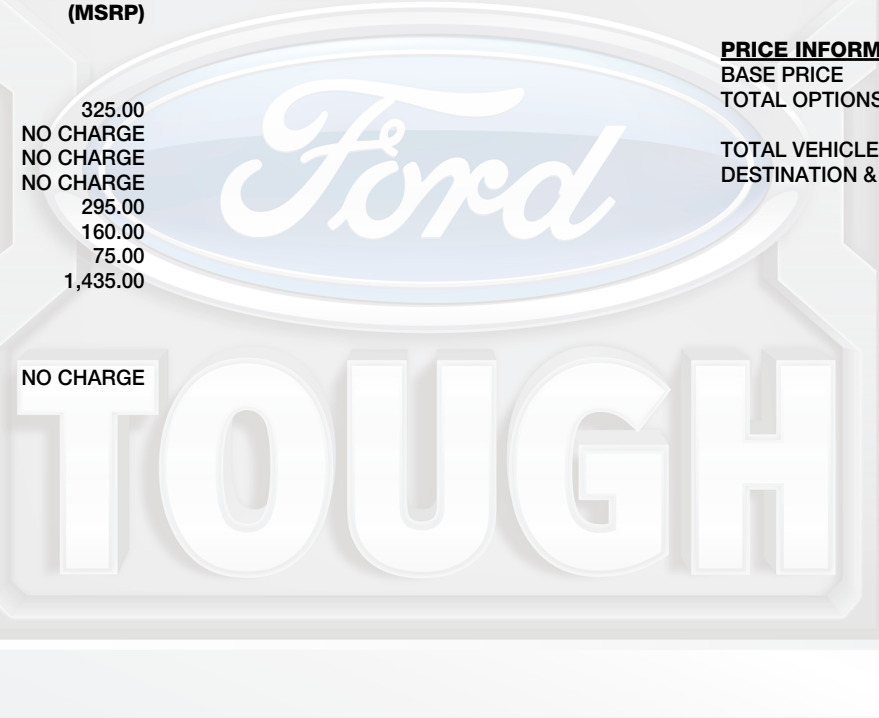 (MSRP)
325.00
NO CHARGE
NO CHARGE
NO CHARGE
295.00
160.00
75.00
1,435.00
NO CHARGE
PRICE INFORM
BASE PRICE
TOTAL OPTIONS
TOTAL VEHICLE
DESTINATION &
Ford
TOUGH